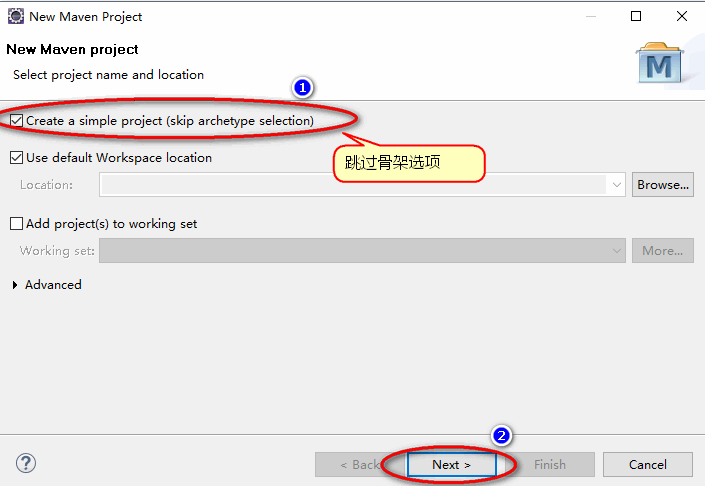 New Maven Project
New Maven project
Select project name and location
M
1
Create a simple project (skip archetype selection)
跳过骨架选项
Use default Workspace location
Location:
Browse...
Add project(s) to working set
Working set:
More...
Advanced
2
?
< Back
Next >
Finish
Cancel